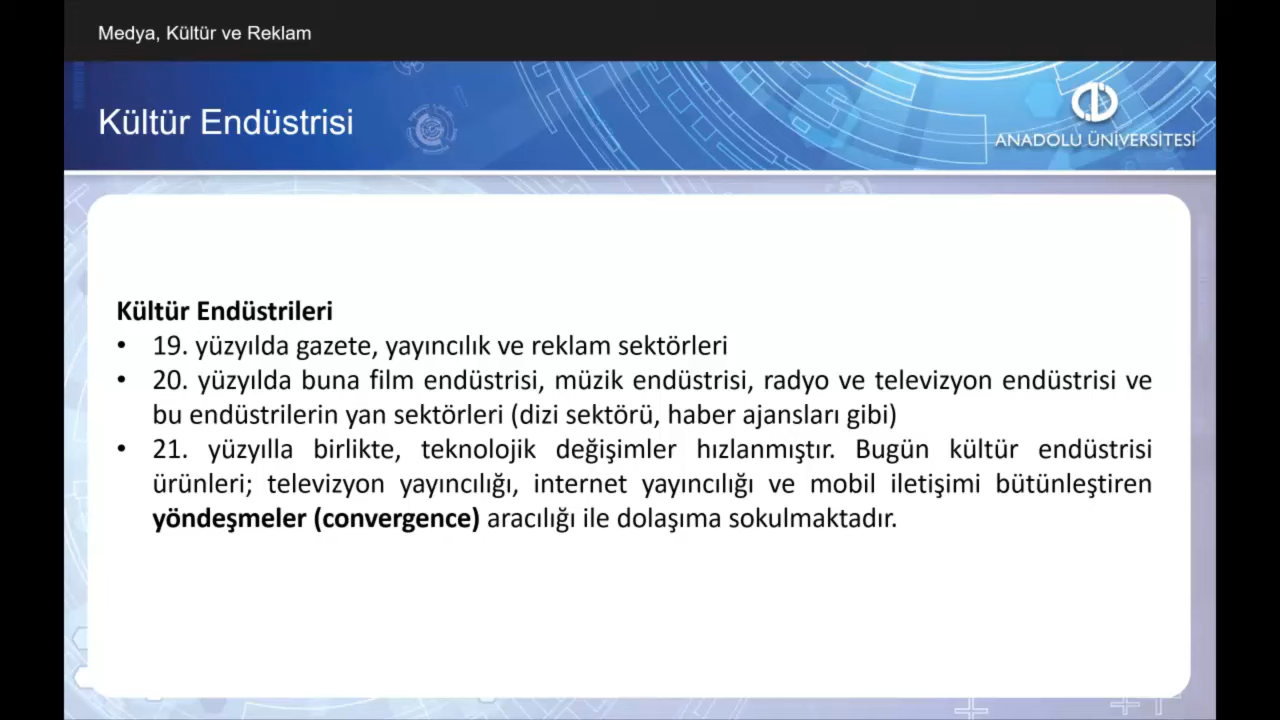 Medya, Kültür ve Reklam
Kültür Endüstrisi
ANADOLU ÜNİVERSİTESİ
Kültür Endüstrileri
• 19. yüzyılda gazete, yayıncılık ve reklam sektörleri
• 20. yüzyılda buna film endüstrisi, müzik endüstrisi, radyo ve televizyon endüstrisi ve
bu endüstrilerin yan sektörleri (dizi sektörü, haber ajansları gibi)
• 21. yüzyılla birlikte, teknolojik değişimler hızlanmıştır. Bugün kültür endüstrisi
ürünleri; televizyon yayıncılığı, internet yayıncılığı ve mobil iletişimi bütünleştiren
yöndeşmeler (convergence) aracılığı ile dolaşıma sokulmaktadır.